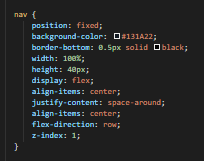 nav {
position: fixed;
background-color: #131A22;
border-bottom: 0.5px solid black;
width: 100%;
height: 40px;
display: flex;
align-items: center;
justify-content: space-around;
align-items: center;
flex-direction: row;
z-index: 1;
}